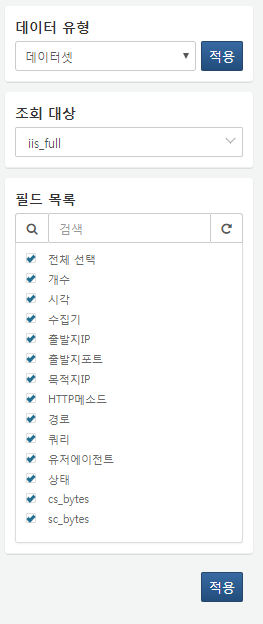 데이터 유형
데이터셋 적용
조회 대상
iis_full
필드 목록
검색
전체 선택
개수
시각
수집기
출발지IP
출발지포트
목적지IP
HTTP메소드
경로
쿼리
유저에이전트
상태
cs_bytes
sc_bytes
적용